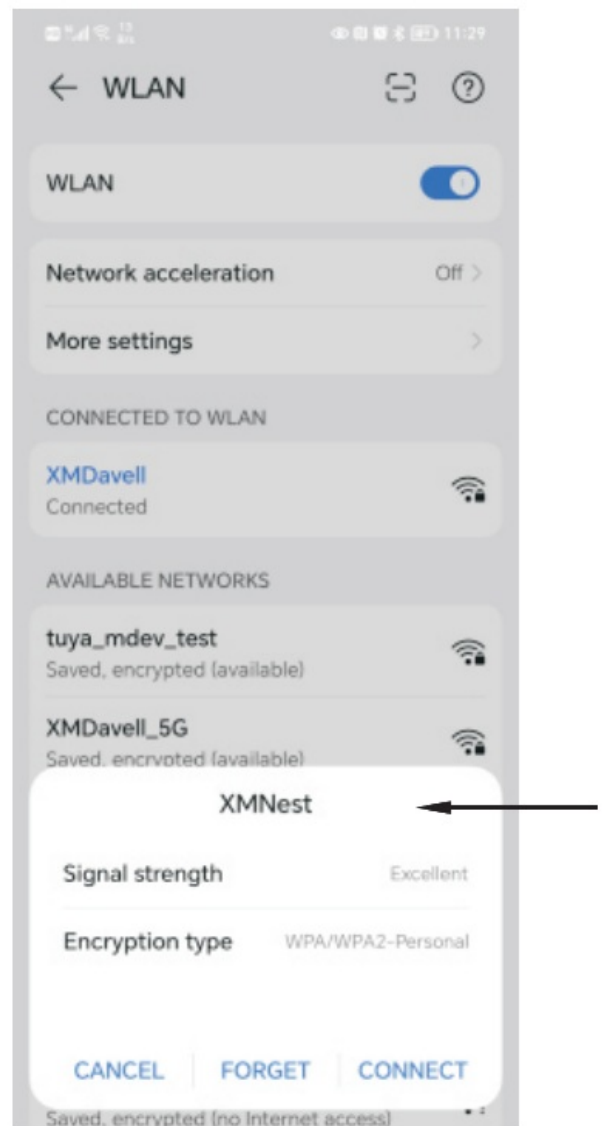 11:29
WLAN
WLAN
Network acceleration Off
More settings
CONNECTED TO WLAN
XMDavell
Connected
AVAILABLE NETWORKS
tuya_mdev_test
Saved, encrypted (available)
XMDavell_5G
Saved, encrypted (available)
XMNest
Signal strength Excellent
Encryption type WPA/WPA2-Personal
CANCEL FORGET CONNECT
Saved, encrypted (no Internet access)